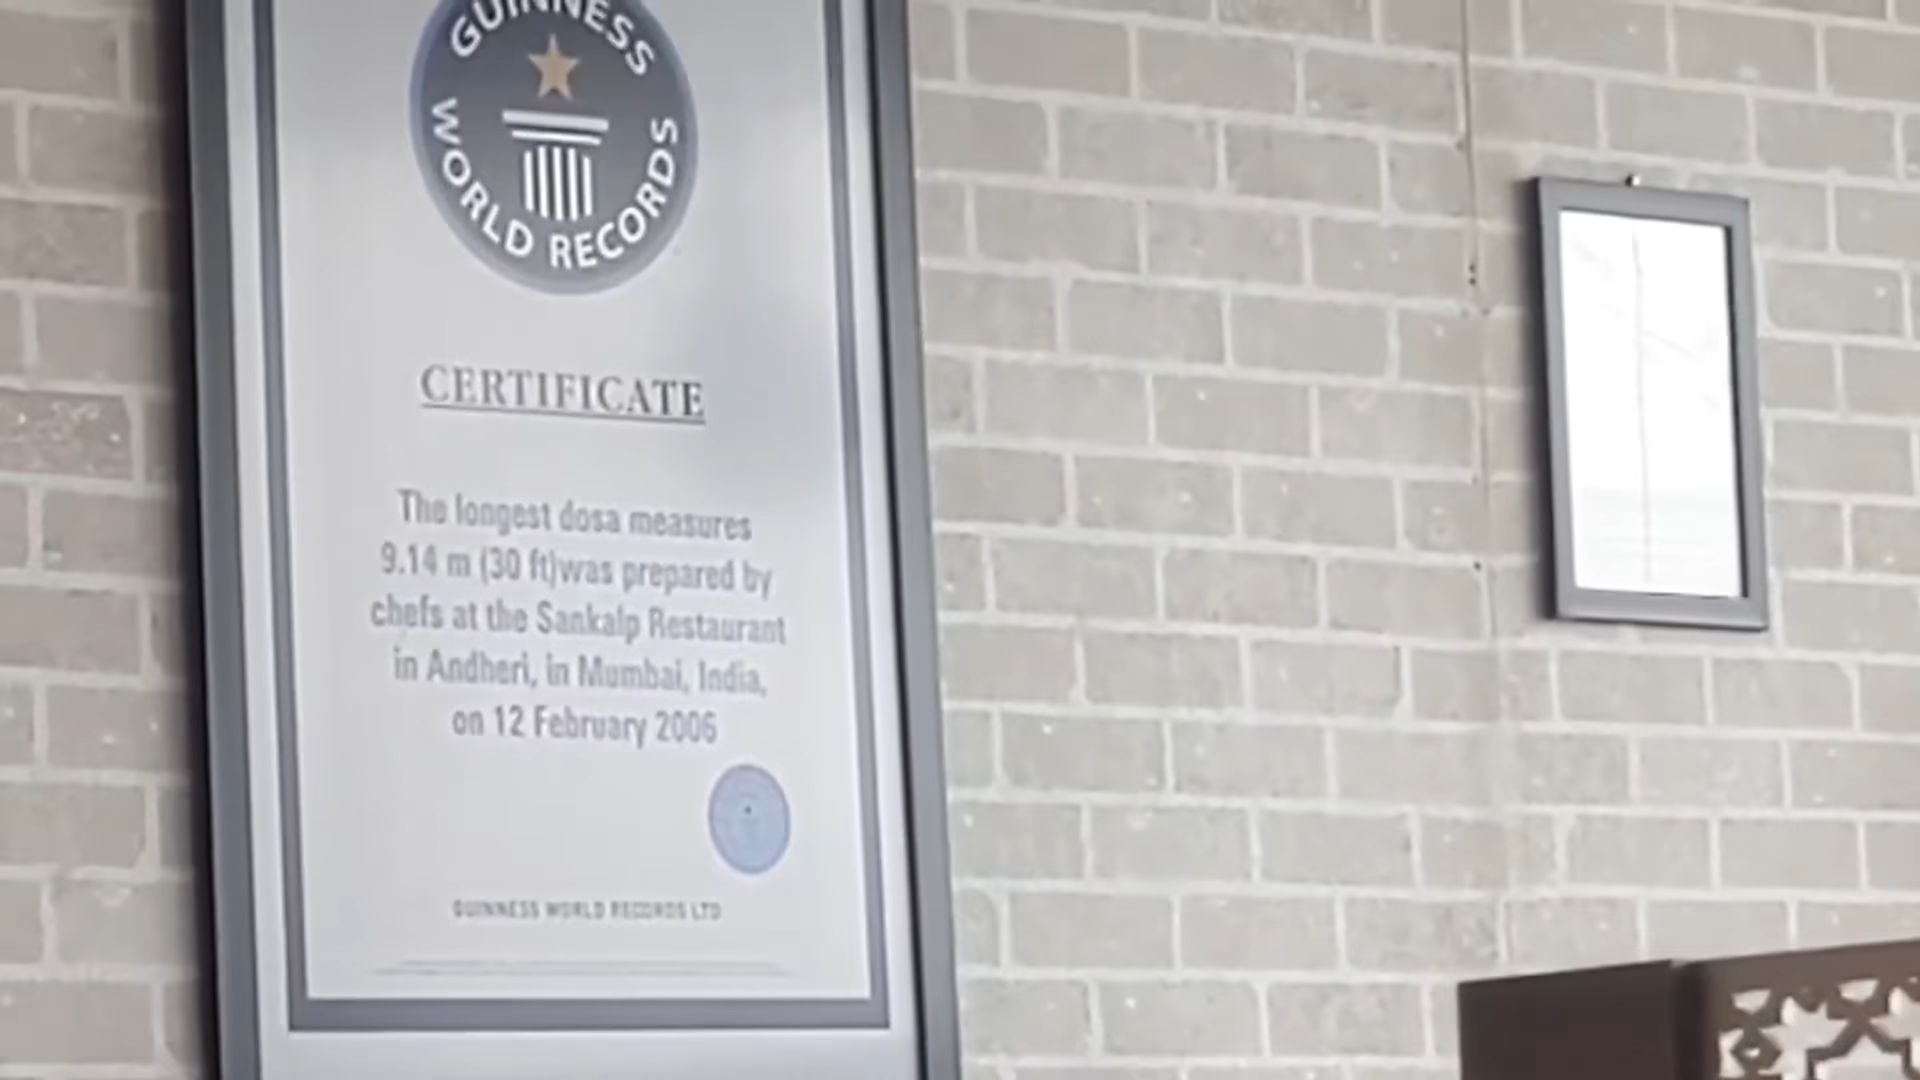 GUINNESS
WORLD RECORDS
CERTIFICATE
The longest dosa measures
9.14 m (30 ft)was prepared by
chefs at the Sankalp Restaurant
in Andheri, in Mumbai, India,
on 12 February 2006
GUINNESS WORLD RECORDS LTD